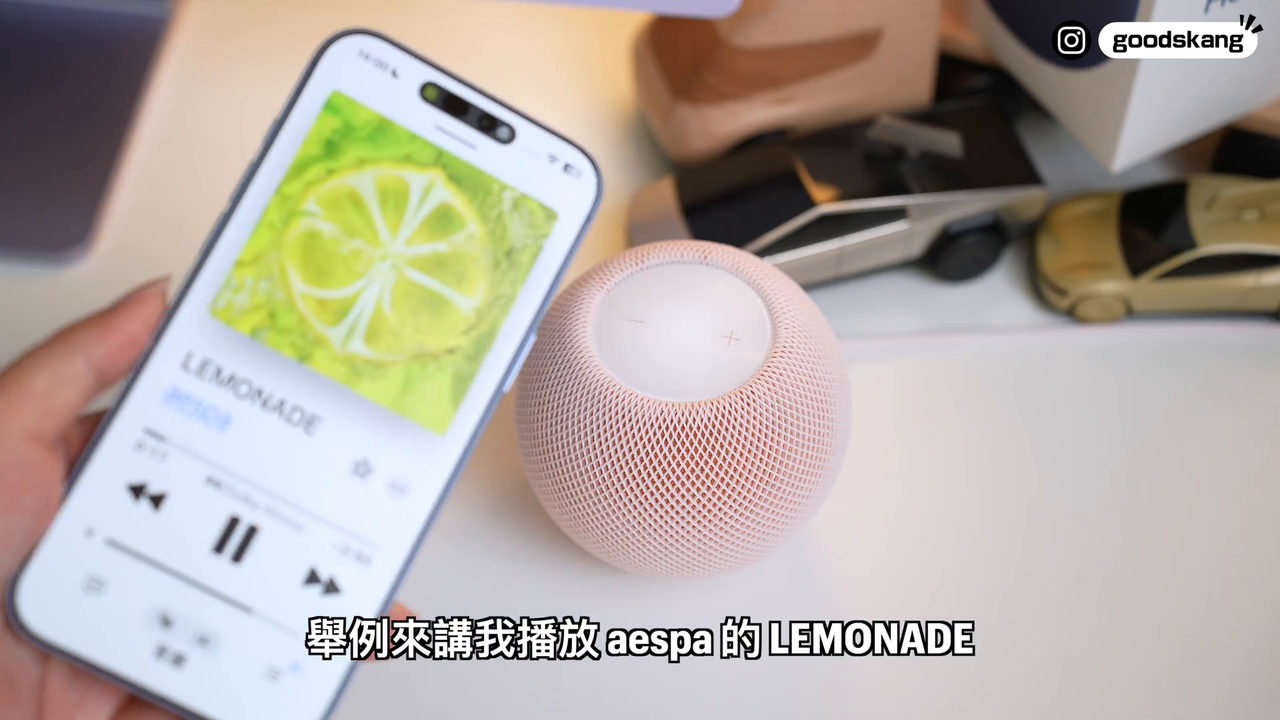 goodskang
LEMONADE
aespa
舉例來講我播放 aespa 的 LEMONADE